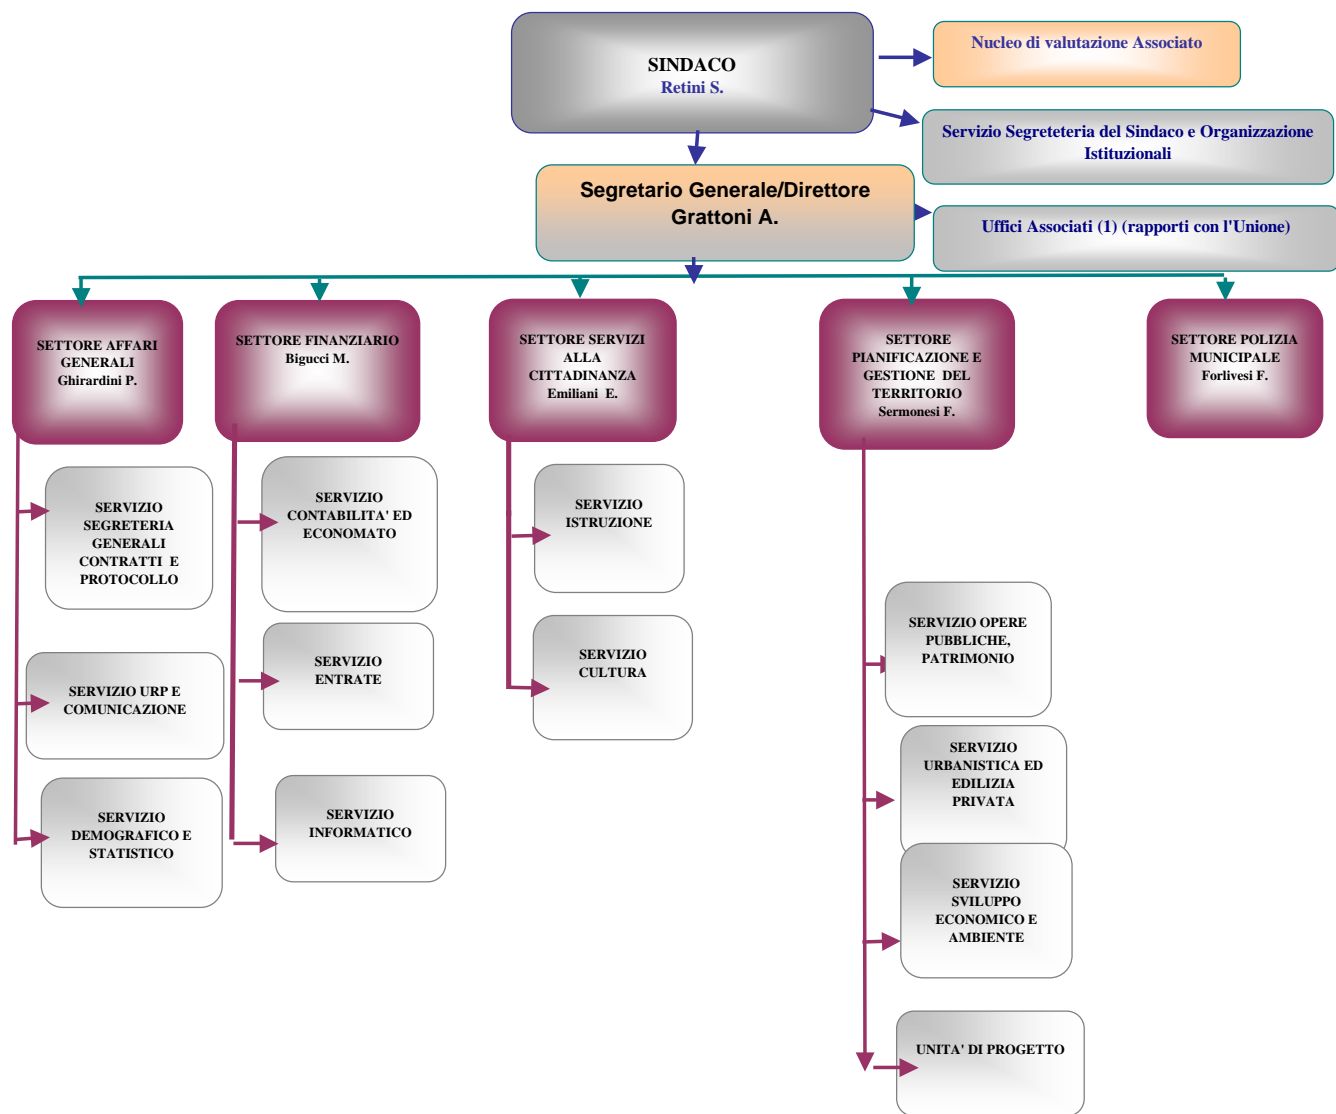 SINDACO
Retini S.
Nucleo di valutazione Associato
Servizio Segreteteria del Sindaco e Organizzazione
Istituzionali
Segretario Generale/Direttore
Grattoni A.
Uffici Associati (1) (rapporti con l'Unione)
SETTORE AFFARI
GENERALI
Ghirardini P.
SETTORE FINANZIARIO
Bigucci M.
SETTORE SERVIZI
ALLA
CITTADINANZA
Emiliani E.
SETTORE
PIANIFICAZIONE E
GESTIONE DEL
TERRITORIO
Sermonesi F.
SETTORE POLIZIA
MUNICIPALE
Forlivesi F.
SERVIZIO
SEGRETERIA
GENERALI
CONTRATTI E
PROTOCOLLO
SERVIZIO URP E
COMUNICAZIONE
SERVIZIO
DEMOGRAFICO E
STATISTICO
SERVIZIO
CONTABILITA' ED
ECONOMATO
SERVIZIO
ENTRATE
SERVIZIO
INFORMATICO
SERVIZIO
ISTRUZIONE
SERVIZIO
CULTURA
SERVIZIO OPERE
PUBBLICHE,
PATRIMONIO
SERVIZIO
URBANISTICA ED
EDILIZIA
PRIVATA
SERVIZIO
SVILUPPO
ECONOMICO E
AMBIENTE
UNITA' DI PROGETTO